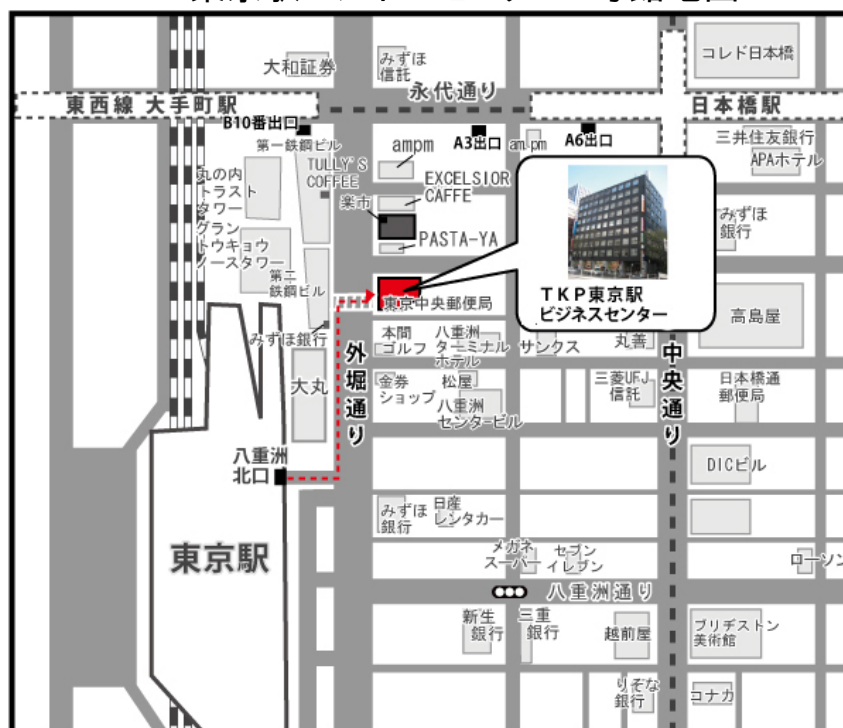 コレド日本橋
みずほ
信託
大和証券
永代通り
東西線 大手町駅
日本橋駅
B10番出口
A3出口
am.pm
A6出口
三井住友銀行
APAホテル
第一鉄鋼ビル
ampm
TULLY'S
COFFEE
EXCELSIOR
CAFFE
丸の内
トラスト
タワー
楽市
みずほ
銀行
グラン
トウキョウ
ノースタワー
PASTA-YA
第二
鉄鋼ビル
TKP東京駅
ビジネスセンター
東京中央郵便局
高島屋
みずほ銀行
本間
ゴルフ
八重洲
ターミナル
ホテル
サンクス
丸善
外堀通り
中央通り
大丸
金券
ショップ
松屋
八重洲
センタービル
三菱UFJ
信託
日本橋通
郵便局
八重洲
北口
DICビル
みずほ
銀行
日産
レンタカー
東京駅
メガネ
スーパー
セブン
イレブン
ローソン
八重洲通り
新生
銀行
三重
銀行
越前屋
ブリヂストン
美術館
りそな
銀行
コナカ